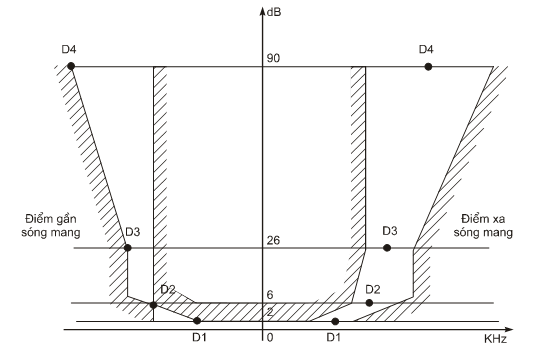 dB
D4
D4
90
Điểm gần
sóng mang
D3
26
D3
Điểm xa
sóng mang
D2
6
D2
2
D1
0
D1
KHz